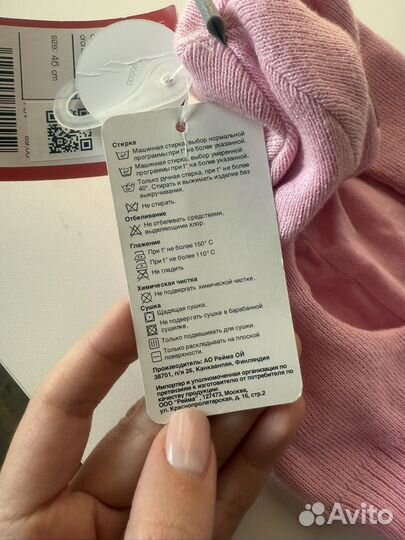 size: 46 cm
Стирка
Машинная стирка, выбор нормальной
программы при t° не более указанной.
Машинная стирка, выбор умеренной
программы при t° не более указанной.
Только ручная стирка, при t° не более
40°. Стирать и выжимать изделие без
выкручивания.
Не стирать.
Отбеливание
Не отбеливать средствами,
выделяющими хлор.
Глажение
При t° не более 150° С
При t° не более 110° С
Не гладить
Химическая чистка
Не подвергать химической чистке.
Сушка
Щадящая сушка.
Не подвергать сушке в барабанной
сушилке.
Только подвешивать для сушки.
Только раскладывать на плоской
поверхности.
Производитель: АО Рейма ОЙ
38701, п/я 26, Канкаанпяя, Финляндия
Импортер и уполномоченная организация по
претензиям к изготовителю от потребителя по
качеству продукции:
ООО "Рейма", 127473, Москва,
ул. Краснопролетарская, д. 16, стр.2
Avito